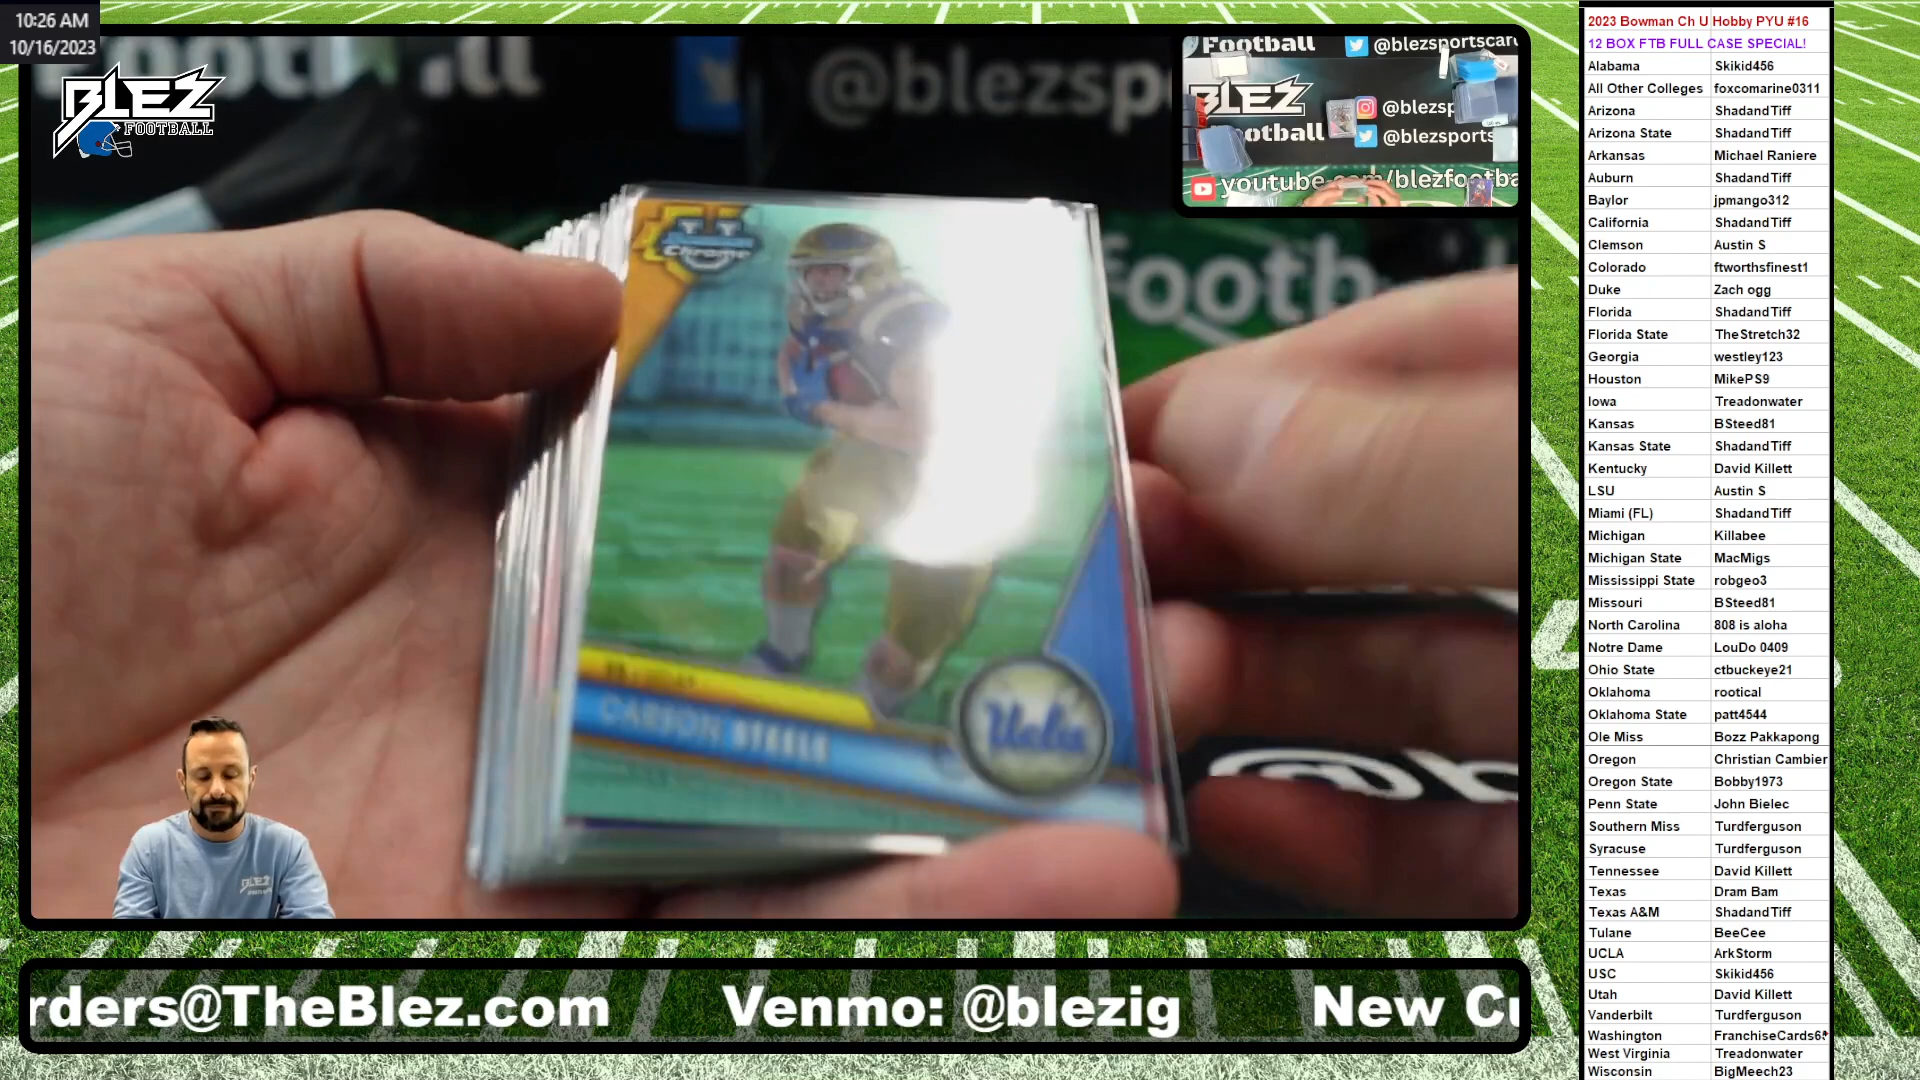 10:26 AM
10/16/2023
BLEZ
FOOTBALL
@blezsp
Footb
Chrome
CARSON STEELE
Ucla
Football @blezsportscar
BLEZ
@blezsp
ootball @blezsports
youtube.com/blezfootba
rders@TheBlez.com Venmo: @blezig New Cu
2023 Bowman Ch U Hobby PYU #16
12 BOX FTB FULL CASE SPECIAL!
Alabama Skikid456
All Other Colleges foxcomarine0311
Arizona ShadandTiff
Arizona State ShadandTiff
Arkansas Michael Raniere
Auburn ShadandTiff
Baylor jpmango312
California ShadandTiff
Clemson Austin S
Colorado ftworthsfinest1
Duke Zach ogg
Florida ShadandTiff
Florida State TheStretch32
Georgia westley123
Houston MikePS9
Iowa Treadonwater
Kansas BSteed81
Kansas State ShadandTiff
Kentucky David Killett
LSU Austin S
Miami (FL) ShadandTiff
Michigan Killabee
Michigan State MacMigs
Mississippi State robgeo3
Missouri BSteed81
North Carolina 808 is aloha
Notre Dame LouDo 0409
Ohio State ctbuckeye21
Oklahoma rootical
Oklahoma State patt4544
Ole Miss Bozz Pakkapong
Oregon Christian Cambier
Oregon State Bobby1973
Penn State John Bielec
Southern Miss Turdferguson
Syracuse Turdferguson
Tennessee David Killett
Texas Dram Bam
Texas A&M ShadandTiff
Tulane BeeCee
UCLA ArkStorm
USC Skikid456
Utah David Killett
Vanderbilt Turdferguson
Washington FranchiseCards6
West Virginia Treadonwater
Wisconsin BigMeech23